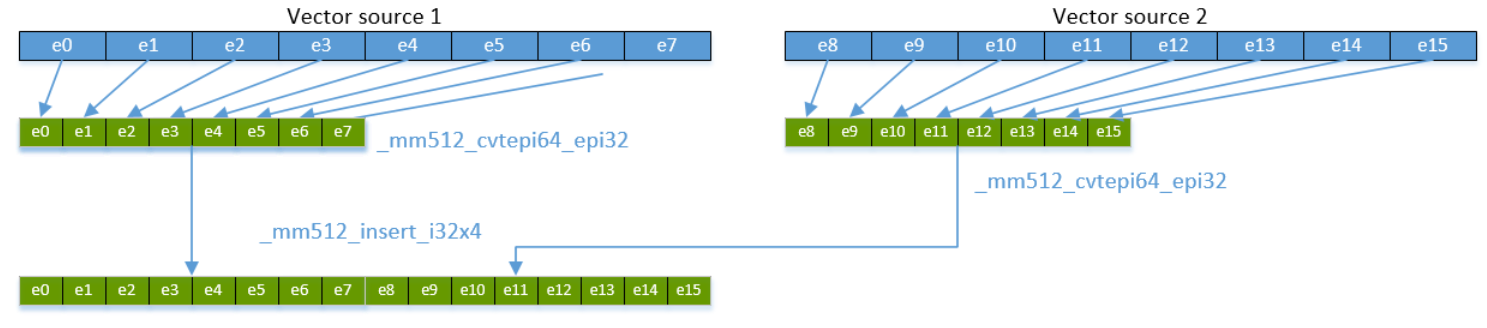 Vector source 1 Vector source 2
e0 e1 e2 e3 e4 e5 e6 e7 e8 e9 e10 e11 e12 e13 e14 e15
e0 e1 e2 e3 e4 e5 e6 e7 e8 e9 e10 e11 e12 e13 e14 e15
_mm512_cvtepi64_epi32
_mm512_cvtepi64_epi32
_mm512_insert_i32x4
e0 e1 e2 e3 e4 e5 e6 e7 e8 e9 e10 e11 e12 e13 e14 e15